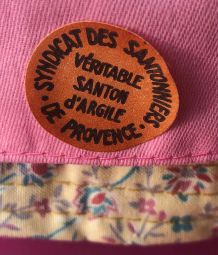 SYNDICAT DES SANTONNIERS
DE PROVENCE.
VÉRITABLE
SANTON
d'ARGILE